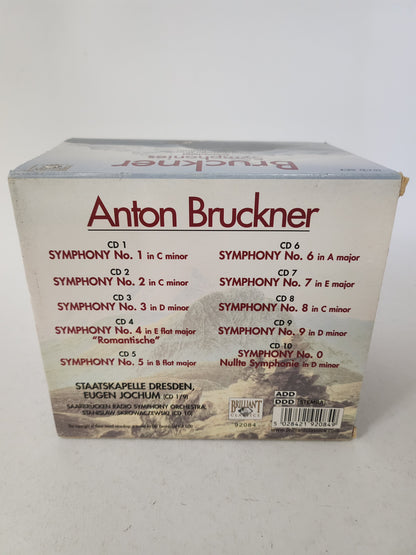 Bruckner
Symphonies
Anton Bruckner
CD 1
SYMPHONY No. 1 in C minor
CD 2
SYMPHONY No. 2 in C minor
CD 3
SYMPHONY No. 3 in D minor
CD 4
SYMPHONY No. 4 in E flat major
"Romantische"
CD 5
SYMPHONY No. 5 in B flat major
CD 6
SYMPHONY No. 6 in A major
CD 7
SYMPHONY No. 7 in E major
CD 8
SYMPHONY No. 8 in C minor
CD 9
SYMPHONY No. 9 in D minor
CD 10
SYMPHONY No. 0
Nullte Symphonie in D minor
STAATSKAPELLE DRESDEN,
EUGEN JOCHUM (CD 1/9)
SAARBRÜCKEN RADIO SYMPHONY ORCHESTRA,
STANISLAW SKROWACZEWSKI (CD 10)
BRILLIANT
CLASSICS
92084
ADD
DDD
STEMRA
5 028421 920849